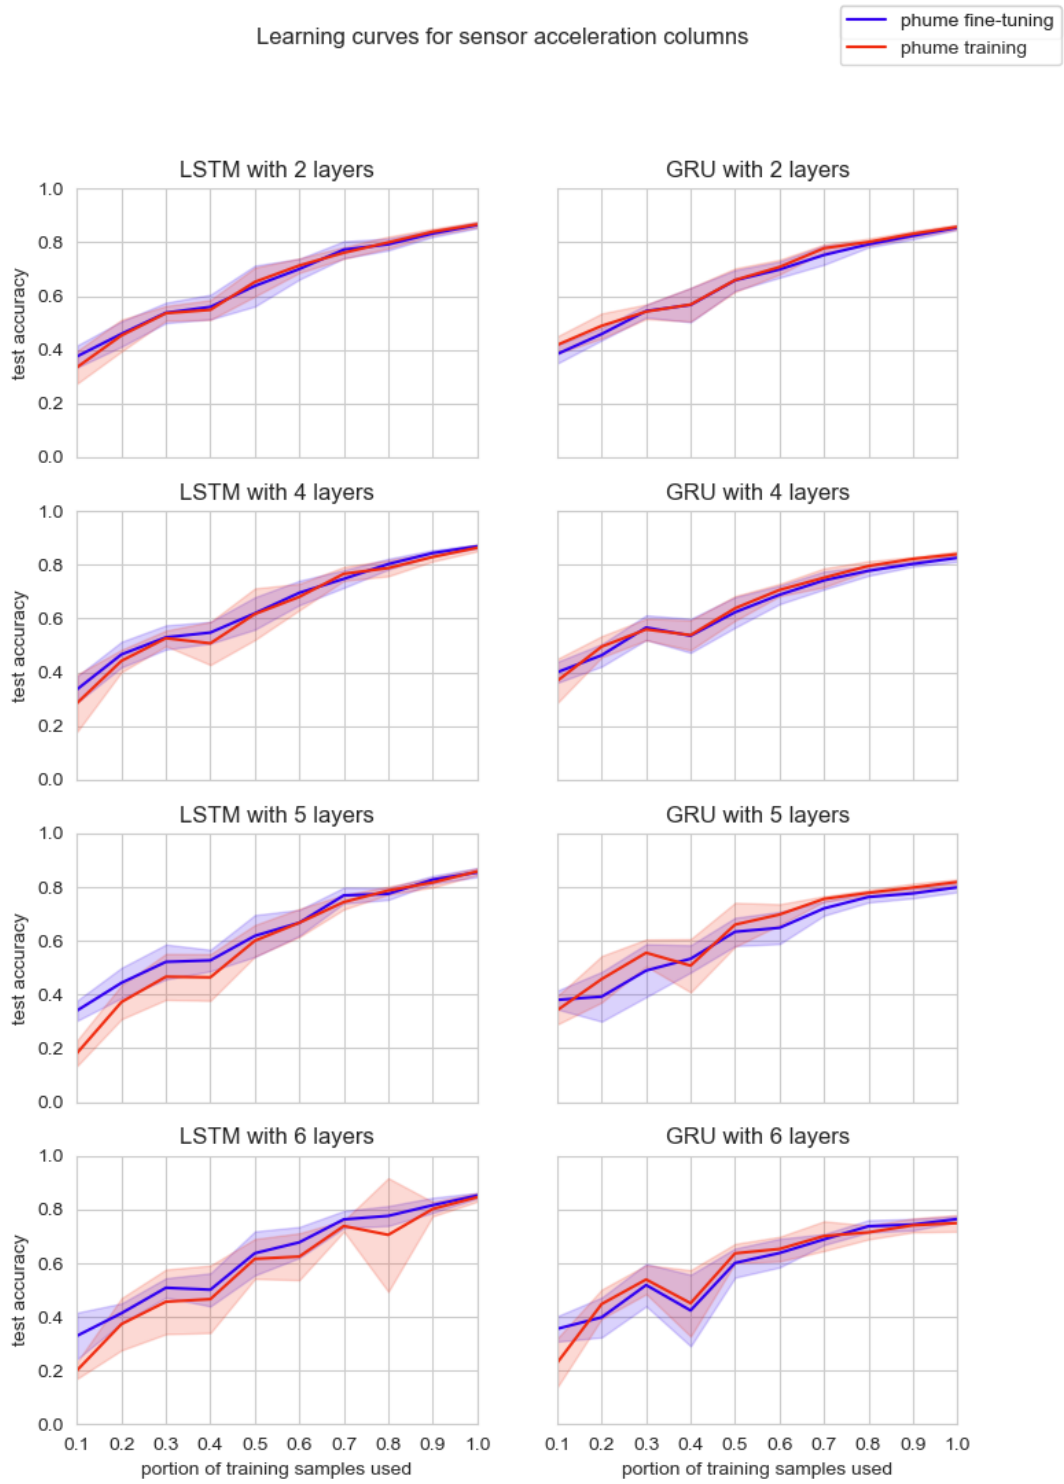 Learning curves for sensor acceleration columns
phume fine-tuning
phume training
LSTM with 2 layers
GRU with 2 layers
1.0
0.8
0.6
0.4
0.2
0.0
test accuracy
LSTM with 4 layers
GRU with 4 layers
1.0
0.8
0.6
0.4
0.2
0.0
test accuracy
LSTM with 5 layers
GRU with 5 layers
1.0
0.8
0.6
0.4
0.2
0.0
test accuracy
LSTM with 6 layers
GRU with 6 layers
1.0
0.8
0.6
0.4
0.2
0.0
test accuracy
0.1 0.2 0.3 0.4 0.5 0.6 0.7 0.8 0.9 1.0
portion of training samples used
0.1 0.2 0.3 0.4 0.5 0.6 0.7 0.8 0.9 1.0
portion of training samples used